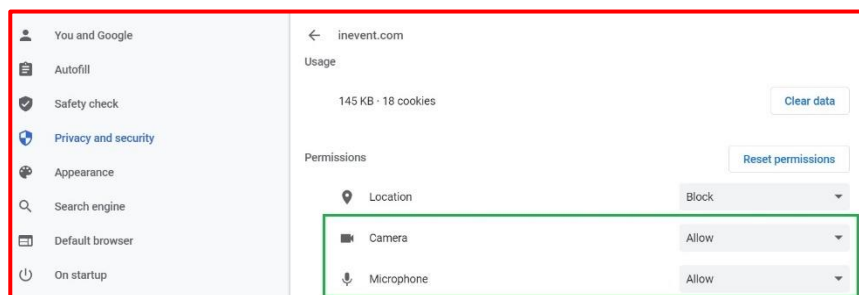 You and Google
Autofill
Safety check
Privacy and security
Appearance
Search engine
Default browser
On startup
inevent.com
Usage
145 KB · 18 cookies
Clear data
Permissions
Reset permissions
Location
Block
Camera
Allow
Microphone
Allow